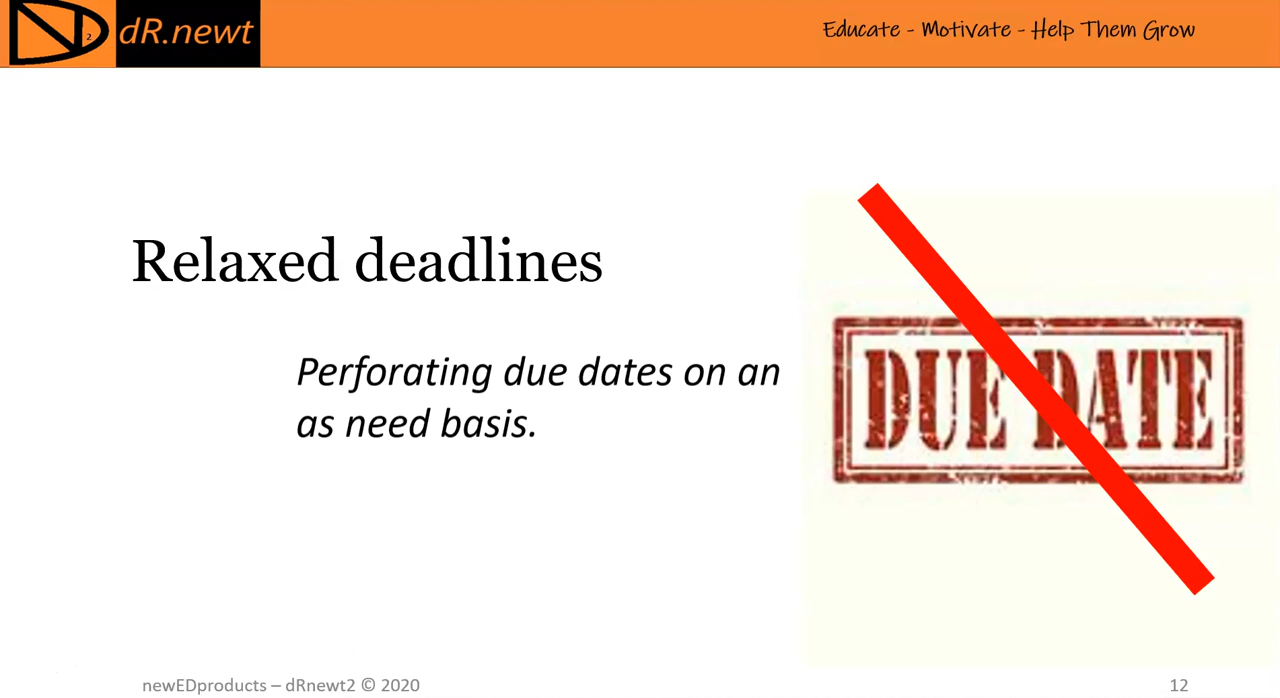 2
dR.newt
Educate - Motivate - Help Them Grow
Relaxed deadlines
Perforating due dates on an
as need basis.
DUE DATE
newEDproducts – dRnewt2 © 2020
12